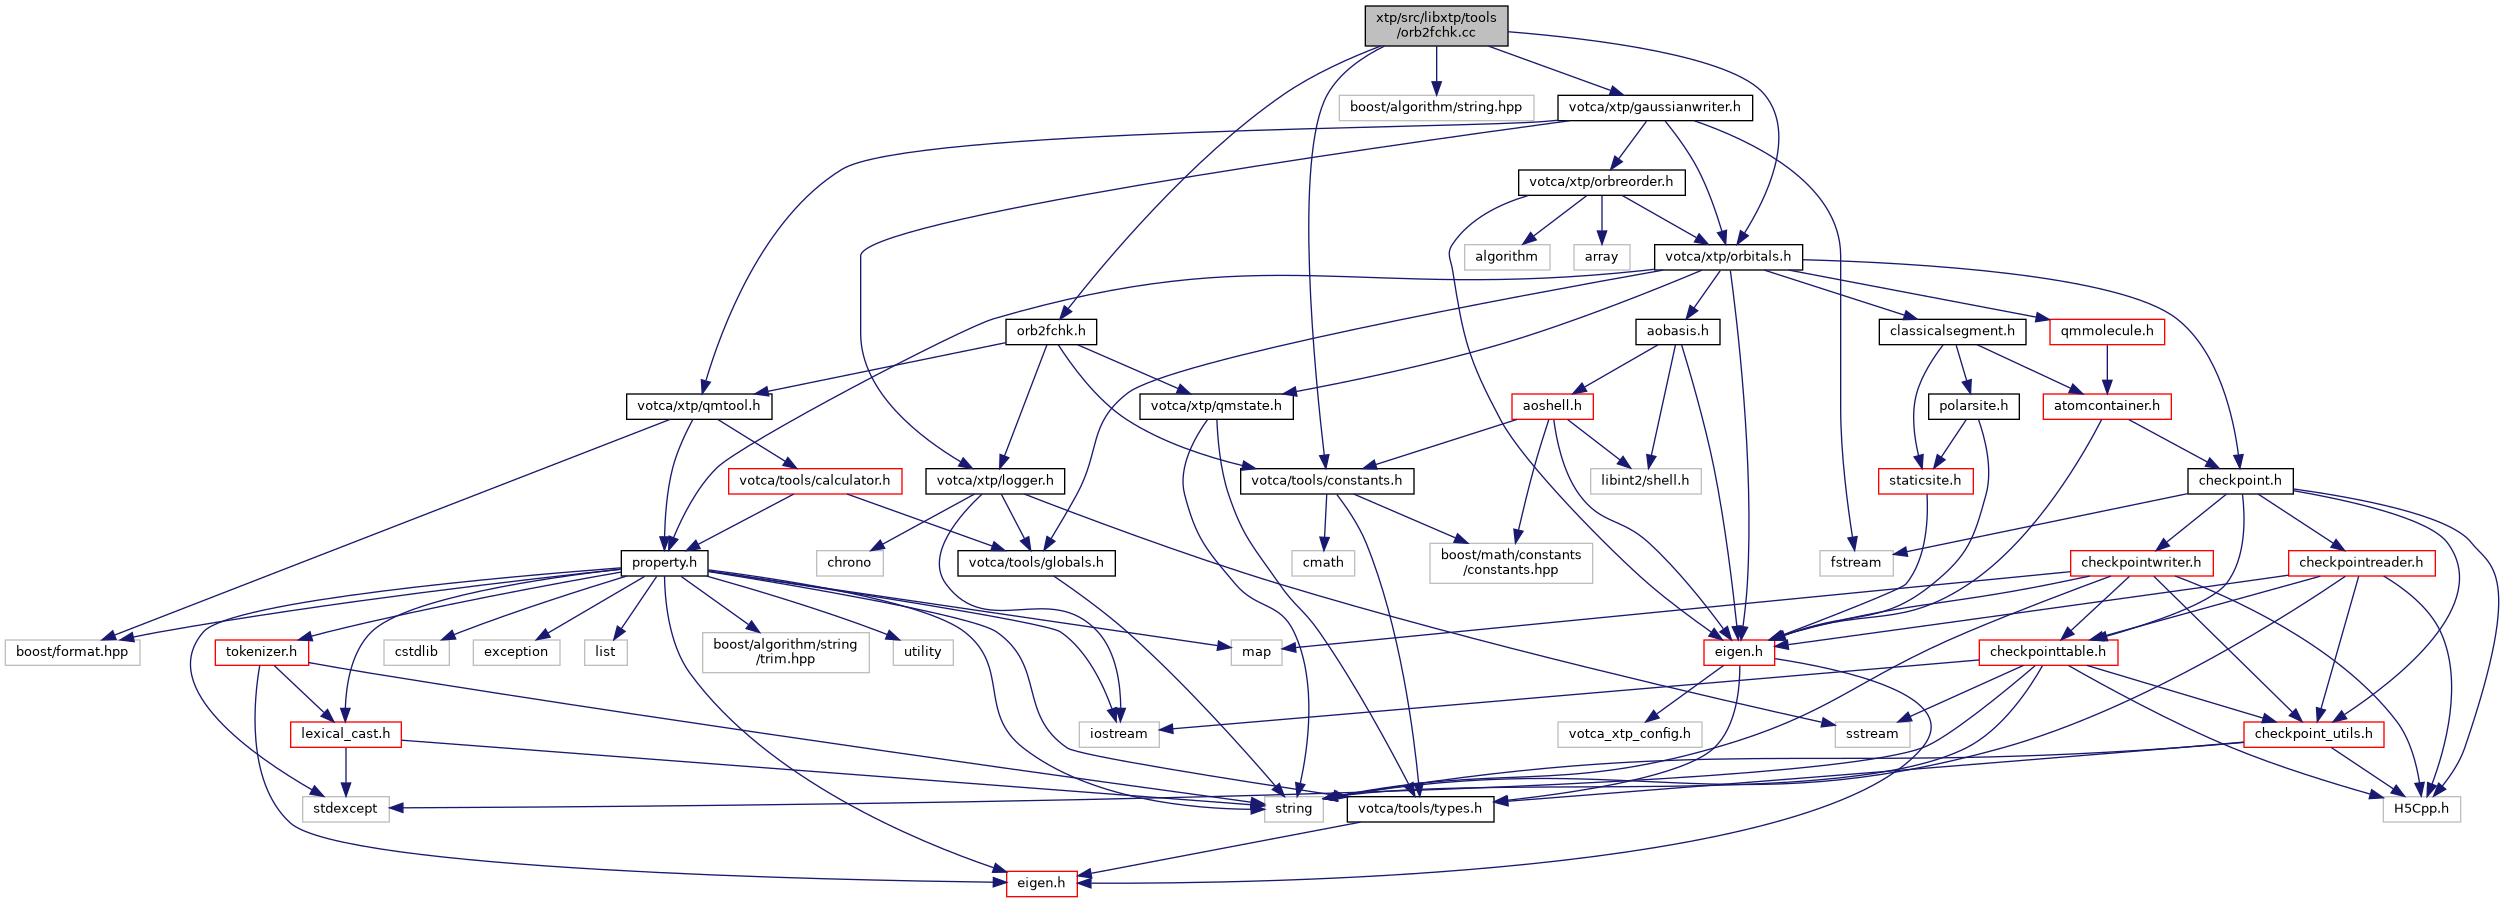 xtp/src/libxtp/tools
/orb2fchk.cc
boost/algorithm/string.hpp
votca/xtp/gaussianwriter.h
votca/xtp/orbreorder.h
algorithm
array
votca/xtp/orbitals.h
orb2fchk.h
aobasis.h
classicalsegment.h
qmmolecule.h
votca/xtp/qmtool.h
votca/xtp/qmstate.h
aoshell.h
polarsite.h
atomcontainer.h
votca/tools/calculator.h
votca/xtp/logger.h
votca/tools/constants.h
libint2/shell.h
staticsite.h
checkpoint.h
property.h
chrono
votca/tools/globals.h
cmath
boost/math/constants
/constants.hpp
fstream
checkpointwriter.h
checkpointreader.h
boost/format.hpp
tokenizer.h
cstdlib
exception
list
boost/algorithm/string
/trim.hpp
utility
map
eigen.h
checkpointtable.h
lexical_cast.h
iostream
votca_xtp_config.h
sstream
checkpoint_utils.h
stdexcept
string
votca/tools/types.h
H5Cpp.h
eigen.h